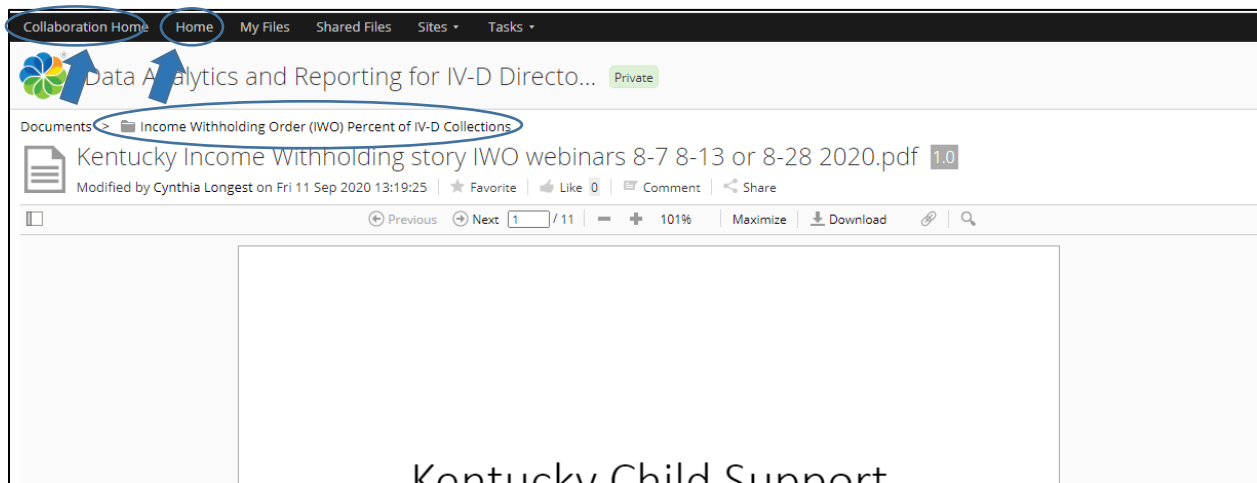 Collaboration Home Home My Files Shared Files Sites Tasks
Data Analytics and Reporting for IV-D Directo... Private
Documents > Income Withholding Order (IWO) Percent of IV-D Collections
Kentucky Income Withholding story IWO webinars 8-7 8-13 or 8-28 2020.pdf 1.0
Modified by Cynthia Longest on Fri 11 Sep 2020 13:19:25 Favorite Like 0 Comment Share
Previous Next 1 / 11 101% Maximize Download
Kentucky Child Support